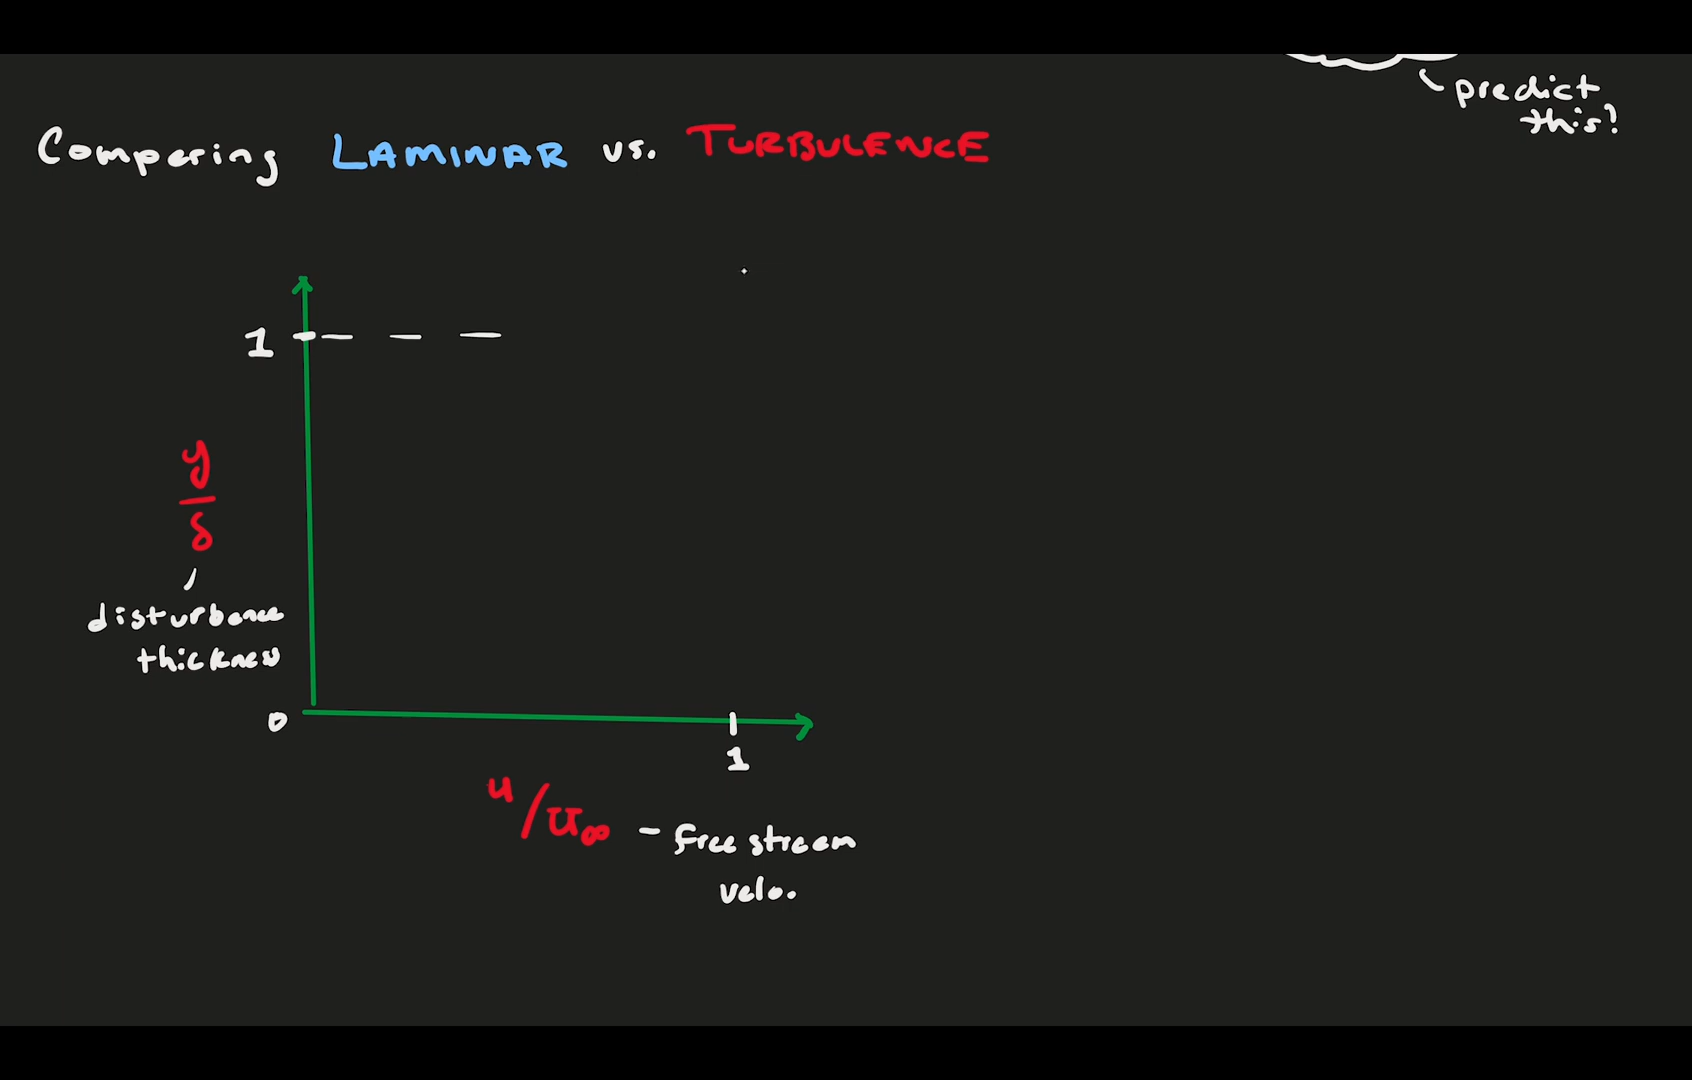 predict
this?
Comparing LAMINAR vs. TURBULENCE
1
y
δ
disturbance
thickness
0
1
u/U∞ - free stream
velo.